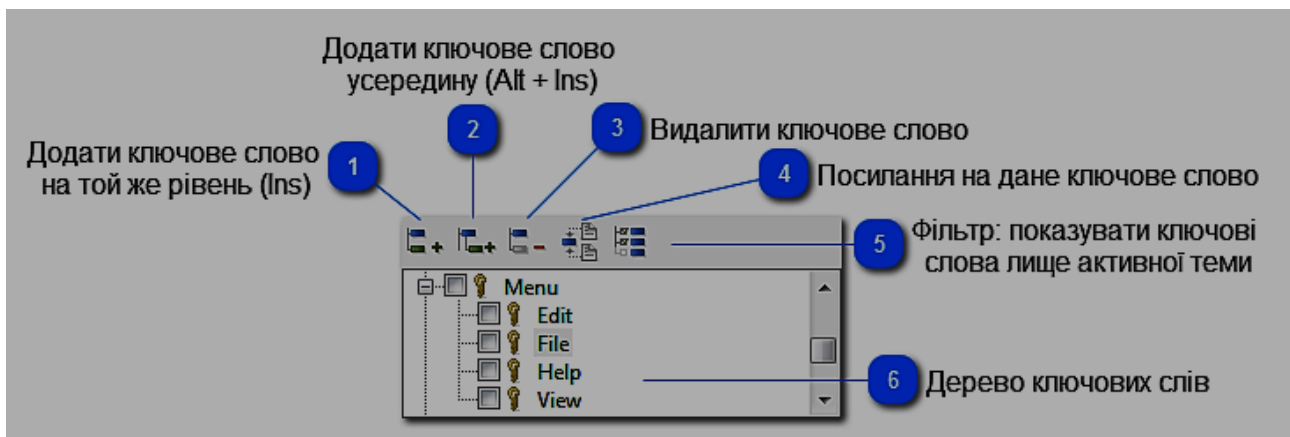 Додати ключове слово
усередину (Alt + Ins)
2
3
Видалити ключове слово
Додати ключове слово
на той же рівень (Ins)
1
4
Посилання на дане ключове слово
5
Фільтр: показувати ключові
слова лище активної теми
Menu
Edit
File
Help
View
6
Дерево ключових слів